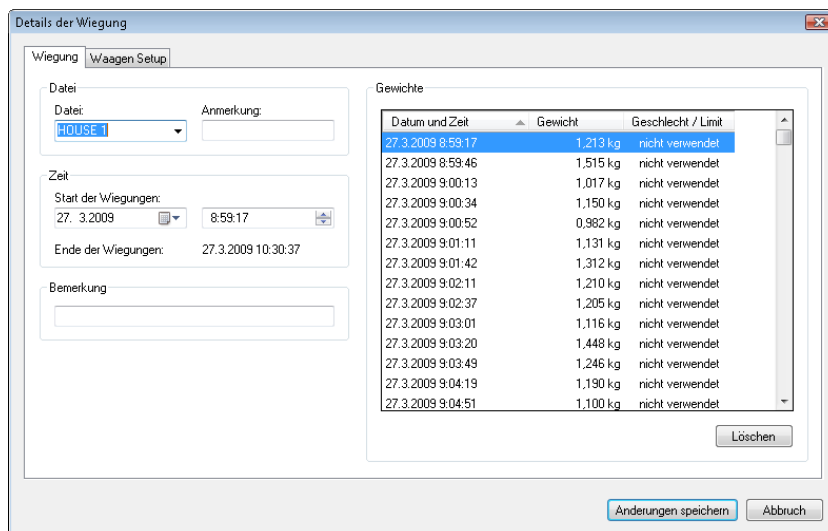 Details der Wiegung
Wiegung Waagen Setup
Datei
Datei: Anmerkung:
HOUSE 1
Zeit
Start der Wiegungen:
27. 3.2009 8:59:17
Ende der Wiegungen: 27.3.2009 10:30:37
Bemerkung
Gewichte
Datum und Zeit Gewicht Geschlecht / Limit
27.3.2009 8:59:17 1,213 kg nicht verwendet
27.3.2009 8:59:46 1,515 kg nicht verwendet
27.3.2009 9:00:13 1,017 kg nicht verwendet
27.3.2009 9:00:34 1,150 kg nicht verwendet
27.3.2009 9:00:52 0,982 kg nicht verwendet
27.3.2009 9:01:11 1,131 kg nicht verwendet
27.3.2009 9:01:42 1,312 kg nicht verwendet
27.3.2009 9:02:11 1,210 kg nicht verwendet
27.3.2009 9:02:37 1,205 kg nicht verwendet
27.3.2009 9:03:01 1,116 kg nicht verwendet
27.3.2009 9:03:20 1,448 kg nicht verwendet
27.3.2009 9:03:49 1,246 kg nicht verwendet
27.3.2009 9:04:19 1,190 kg nicht verwendet
27.3.2009 9:04:51 1,100 kg nicht verwendet
Löschen
Anderungen speichern Abbruch